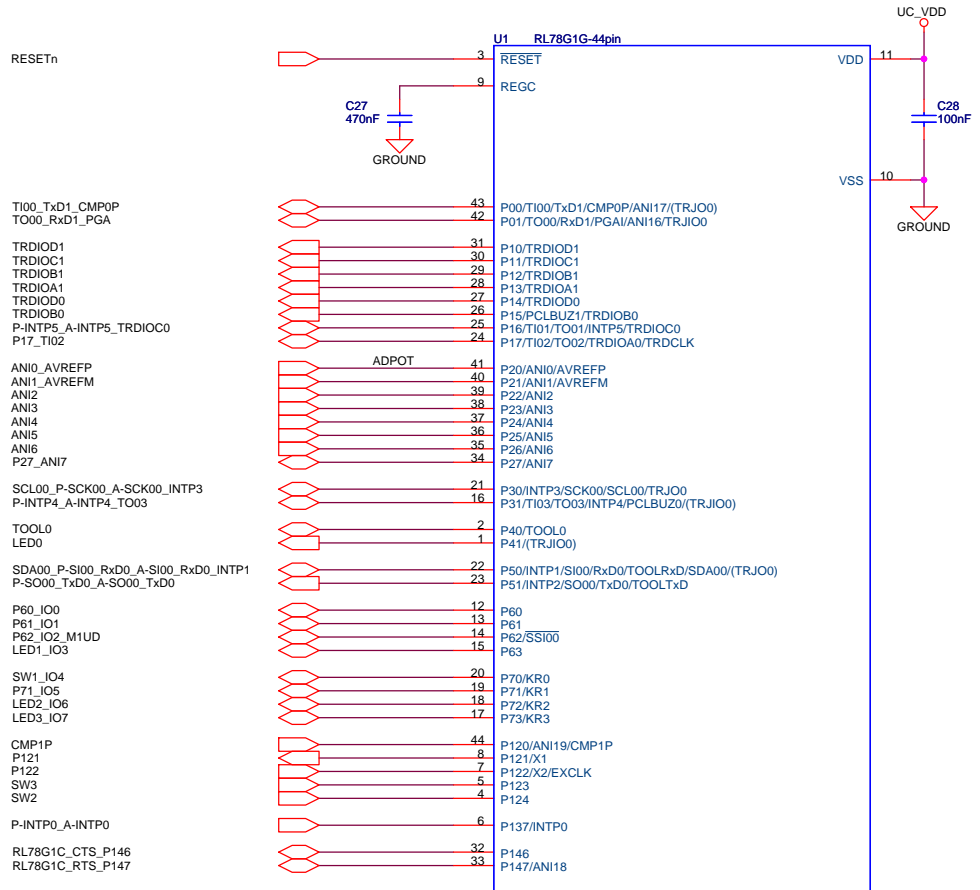 UC_VDD
U1 RL78G1G-44pin
RESETn 3 RESET VDD 11
9 REGC
C27
470nF
C28
100nF
GROUND
VSS 10
GROUND
TI00_TxD1_CMP0P 43 P00/TI00/TxD1/CMP0P/ANI17/(TRJO0)
TO00_RxD1_PGA 42 P01/TO00/RxD1/PGAI/ANI16/TRJIO0
TRDIOD1 31 P10/TRDIOD1
TRDIOC1 30 P11/TRDIOC1
TRDIOB1 29 P12/TRDIOB1
TRDIOA1 28 P13/TRDIOA1
TRDIOD0 27 P14/TRDIOD0
TRDIOB0 26 P15/PCLBUZ1/TRDIOB0
P-INTP5_A-INTP5_TRDIOC0 25 P16/TI01/TO01/INTP5/TRDIOC0
P17_TI02 24 P17/TI02/TO02/TRDIOA0/TRDCLK
ANI0_AVREFP ADPOT 41 P20/ANI0/AVREFP
ANI1_AVREFM 40 P21/ANI1/AVREFM
ANI2 39 P22/ANI2
ANI3 38 P23/ANI3
ANI4 37 P24/ANI4
ANI5 36 P25/ANI5
ANI6 35 P26/ANI6
P27_ANI7 34 P27/ANI7
SCL00_P-SCK00_A-SCK00_INTP3 21 P30/INTP3/SCK00/SCL00/TRJO0
P-INTP4_A-INTP4_TO03 16 P31/TI03/TO03/INTP4/PCLBUZ0/(TRJIO0)
TOOL0 2 P40/TOOL0
LED0 1 P41/(TRJIO0)
SDA00_P-SI00_RxD0_A-SI00_RxD0_INTP1 22 P50/INTP1/SI00/RxD0/TOOLRxD/SDA00/(TRJO0)
P-SO00_TxD0_A-SO00_TxD0 23 P51/INTP2/SO00/TxD0/TOOLTxD
P60_IO0 12 P60
P61_IO1 13 P61
P62_IO2_M1UD 14 P62/SSI00
LED1_IO3 15 P63
SW1_IO4 20 P70/KR0
P71_IO5 19 P71/KR1
LED2_IO6 18 P72/KR2
LED3_IO7 17 P73/KR3
CMP1P 44 P120/ANI19/CMP1P
P121 8 P121/X1
P122 7 P122/X2/EXCLK
SW3 5 P123
SW2 4 P124
P-INTP0_A-INTP0 6 P137/INTP0
RL78G1C_CTS_P146 32 P146
RL78G1C_RTS_P147 33 P147/ANI18